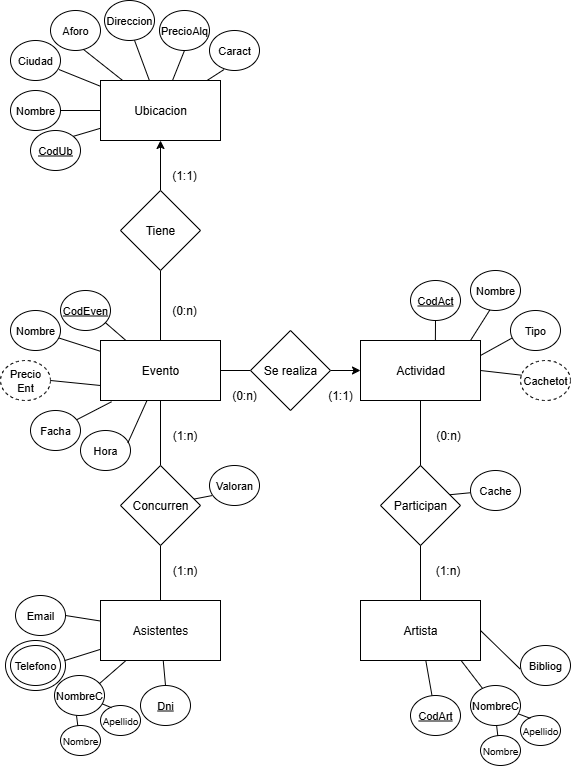 Direccion
Aforo
PrecioAlq
Ciudad
Caract
Nombre
Ubicacion
CodUb
(1:1)
Tiene
CodEven
(0:n)
CodAct
Nombre
Nombre
Tipo
Precio
Ent
Evento
Se realiza
Actividad
Cachetot
(0:n)
(1:1)
Facha
Hora
(1:n)
(0:n)
Valoran
Cache
Concurren
Participan
(1:n)
(1:n)
Email
Asistentes
Artista
Telefono
Bibliog
NombreC
Dni
NombreC
CodArt
Apellido
Nombre
Apellido
Nombre